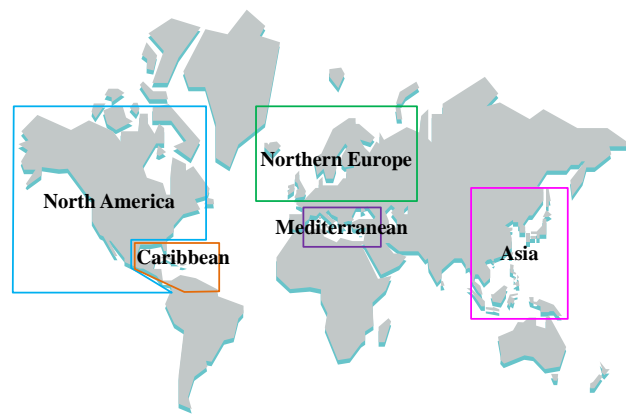 Northern Europe
North America
Mediterranean
Caribbean
Asia